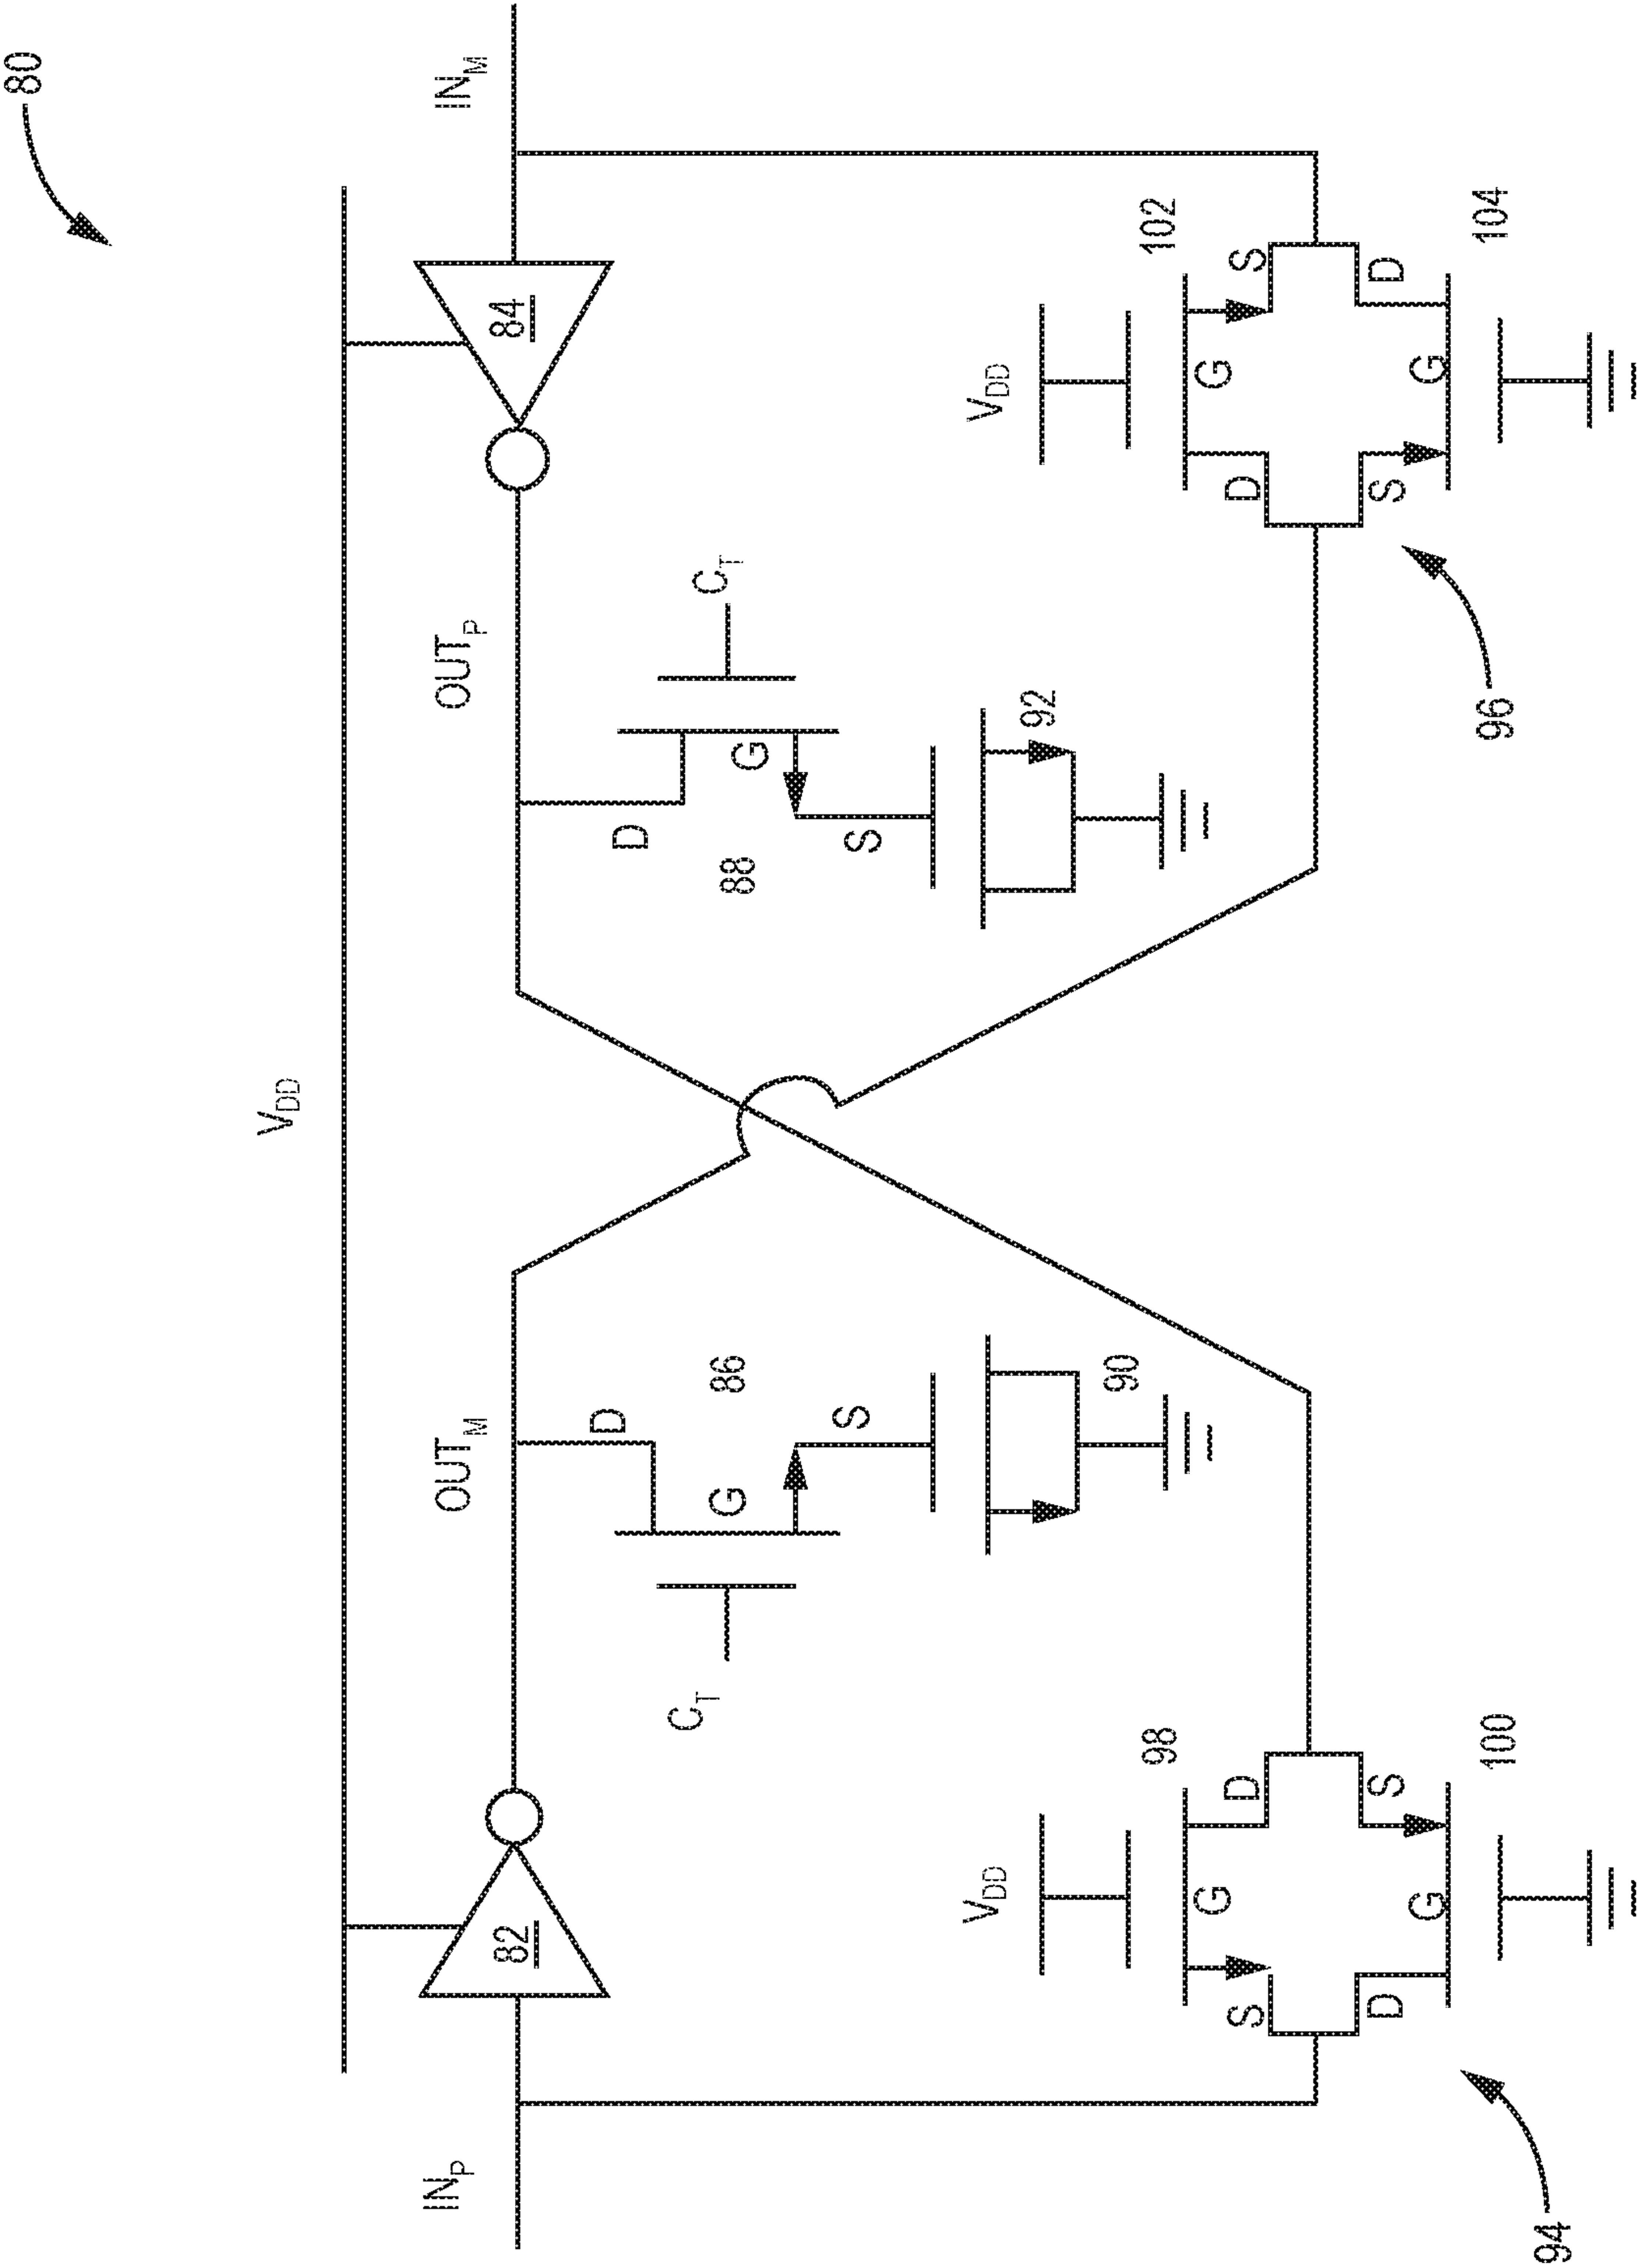 80
V_DD
IN_P
82
OUT_M
OUT_P
84
IN_M
C_T
G
D
86
S
90
D
88
G
S
92
C_T
V_DD
98
S
G
D
D
G
S
100
94
V_DD
102
D
G
S
S
G
D
104
96